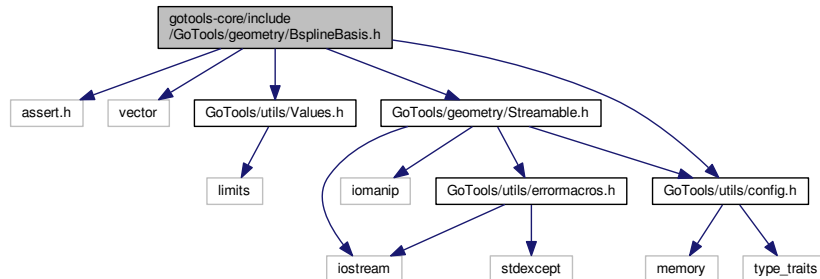 gotools-core/include
/GoTools/geometry/BsplineBasis.h
assert.h
vector
GoTools/utils/Values.h
GoTools/geometry/Streamable.h
limits
iomanip
GoTools/utils/errormacros.h
GoTools/utils/config.h
iostream
stdexcept
memory
type_traits